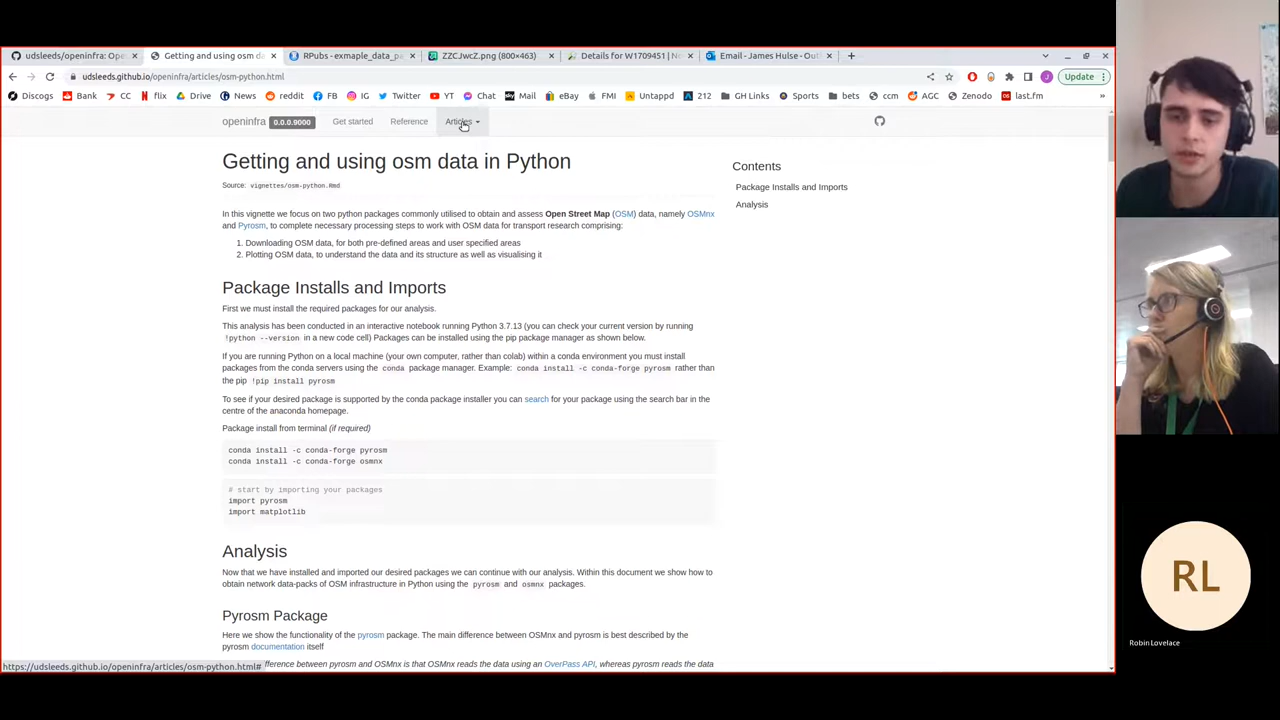 udsleeds/openinfra: Ope
Getting and using osm da
RPubs - exmaple_data_pa
ZZCJwcZ.png (800×463)
Details for W1709451
Email - James Hulse - Out
udsleeds.github.io/openinfra/articles/osm-python.html
J
Update
Discogs
Bank
CC
flix
Drive
News
reddit
FB
IG
Twitter
YT
Chat
Mail
eBay
FMI
Untappd
212
GH Links
Sports
bets
ccm
AGC
Zenodo
last.fm
»
openinfra 0.0.0.9000 Get started Reference Articles
Getting and using osm data in Python
Source: vignettes/osm-python.Rmd
In this vignette we focus on two python packages commonly utilised to obtain and assess Open Street Map (OSM) data, namely OSMnx
and Pyrosm, to complete necessary processing steps to work with OSM data for transport research comprising:
1. Downloading OSM data, for both pre-defined areas and user specified areas
2. Plotting OSM data, to understand the data and its structure as well as visualising it
Package Installs and Imports
First we must install the required packages for our analysis.
This analysis has been conducted in an interactive notebook running Python 3.7.13 (you can check your current version by running
!python --version in a new code cell) Packages can be installed using the pip package manager as shown below.
If you are running Python on a local machine (your own computer, rather than colab) within a conda environment you must install
packages from the conda servers using the conda package manager. Example: conda install -c conda-forge pyrosm rather than
the pip !pip install pyrosm
To see if your desired package is supported by the conda package installer you can search for your package using the search bar in the
centre of the anaconda homepage.
Package install from terminal (if required)
conda install -c conda-forge pyrosm
conda install -c conda-forge osmnx
# start by importing your packages
import pyrosm
import matplotlib
Analysis
Now that we have installed and imported our desired packages we can continue with our analysis. Within this document we show how to
obtain network data-packs of OSM infrastructure in Python using the pyrosm and osmnx packages.
Pyrosm Package
Here we show the functionality of the pyrosm package. The main difference between OSMnx and pyrosm is best described by the
pyrosm documentation itself
fference between pyrosm and OSMnx is that OSMnx reads the data using an OverPass API, whereas pyrosm reads the data
https://udsleeds.github.io/openinfra/articles/osm-python.html#
Contents
Package Installs and Imports
Analysis
RL
Robin Lovelace